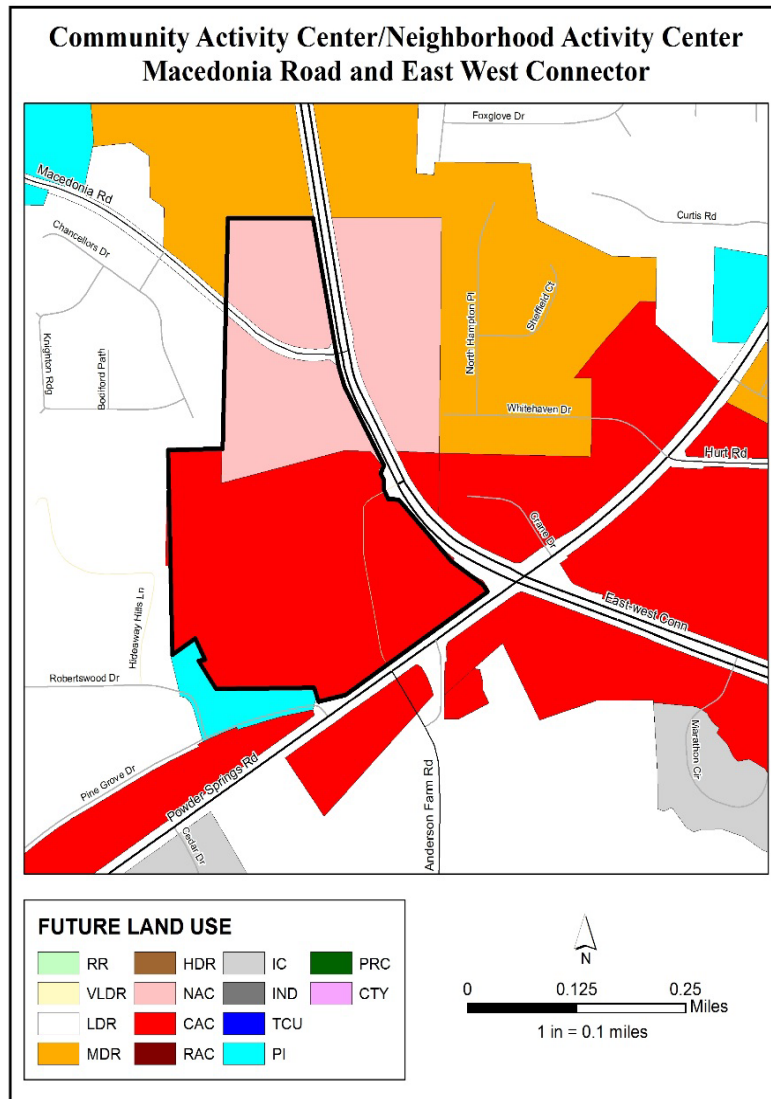 Community Activity Center/Neighborhood Activity Center
Macedonia Road and East West Connector
Foxglove Dr
Macedonia Rd
Curtis Rd
Chancellors Dr
Sheffield Ct
North Hampton Pl
Knighton Rdg
Bodiford Path
Whitehaven Dr
Hurt Rd
Crane Dr
East-west Conn
Hideaway Hills Ln
Robertswood Dr
Marathon Cir
Pine Grove Dr
Powder Springs Rd
Anderson Farm Rd
Cedar Dr
FUTURE LAND USE
RR HDR IC PRC
VLDR NAC IND CTY
LDR CAC TCU
MDR RAC PI
N
0 0.125 0.25
Miles
1 in = 0.1 miles